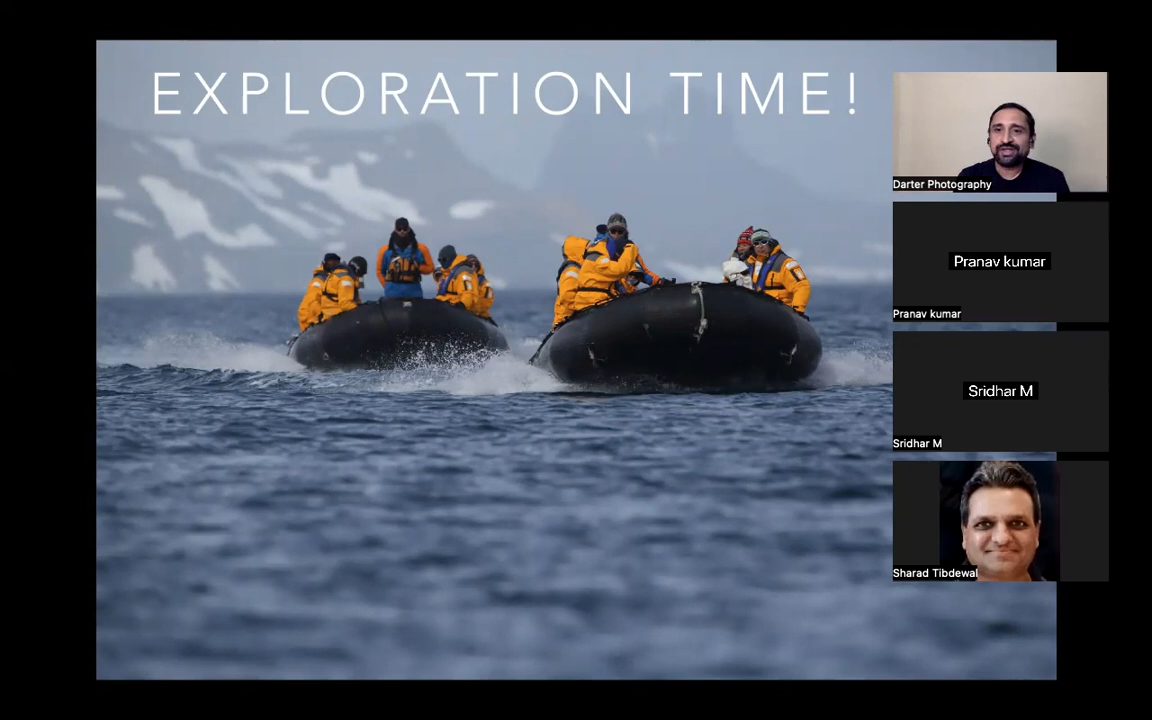 EXPLORATION TIME!
Darter Photography
Pranav kumar
Pranav kumar
Sridhar M
Sridhar M
Sharad Tibdewal